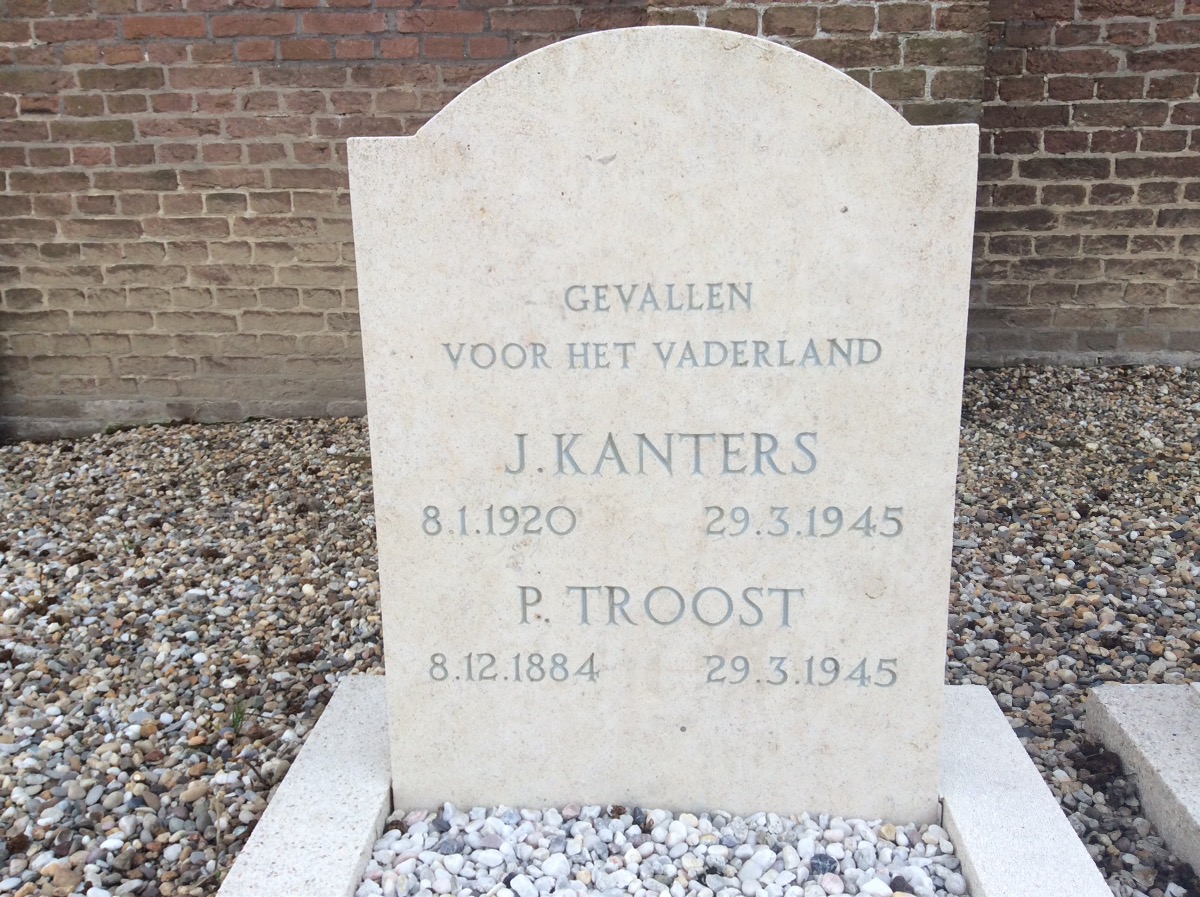 GEVALLEN
VOOR HET VADERLAND
J. KANTERS
8.1.1920 29.3.1945
P. TROOST
8.12.1884 29.3.1945